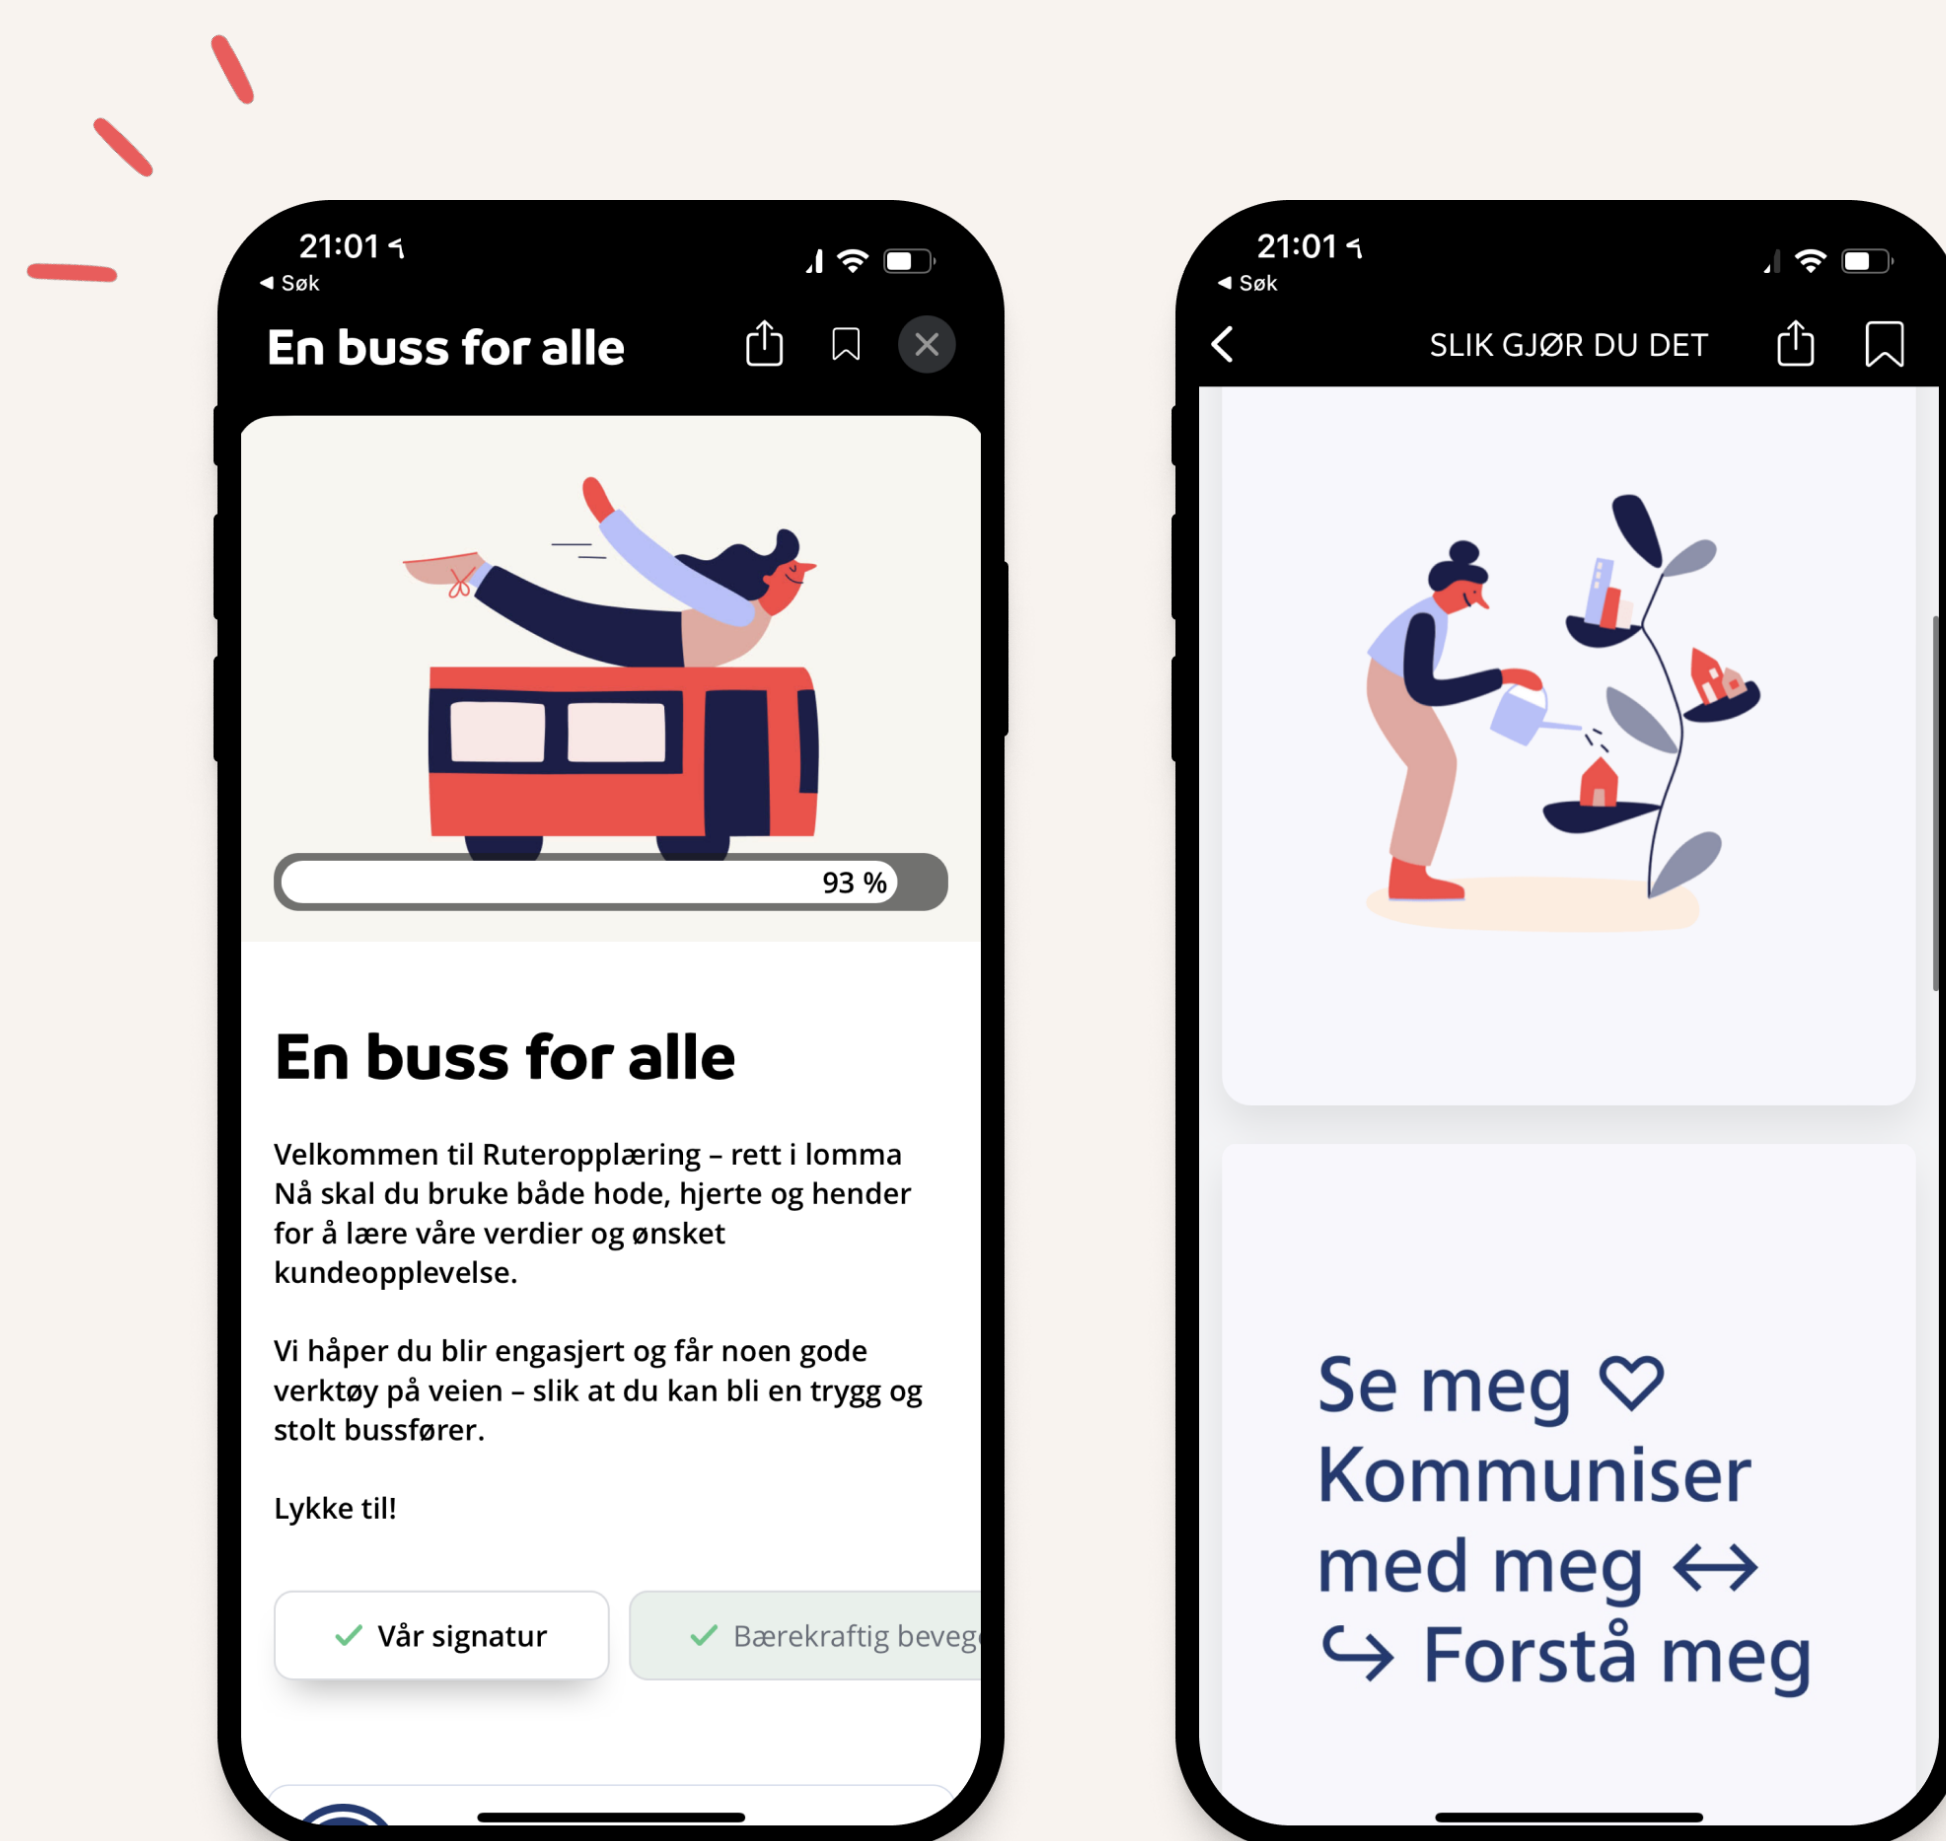 21:01
Søk
En buss for alle
93 %
En buss for alle
Velkommen til Ruteropplæring – rett i lomma
Nå skal du bruke både hode, hjerte og hender
for å lære våre verdier og ønsket
kundeopplevelse.
Vi håper du blir engasjert og får noen gode
verktøy på veien – slik at du kan bli en trygg og
stolt bussfører.
Lykke til!
Vår signatur
Bærekraftig
21:01
Søk
SLIK GJØR DU DET
Se meg ♡
Kommuniser
med meg ↔
↪ Forstå meg